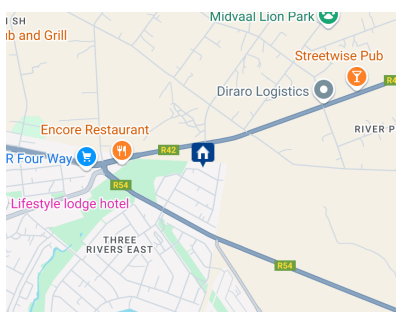 Midvaal Lion Park
ISH
b and Grill
Streetwise Pub
Diraro Logistics
R4
Encore Restaurant
RIVER P
R42
R Four Way
R54
Lifestyle lodge hotel
THREE
RIVERS EAST
R54